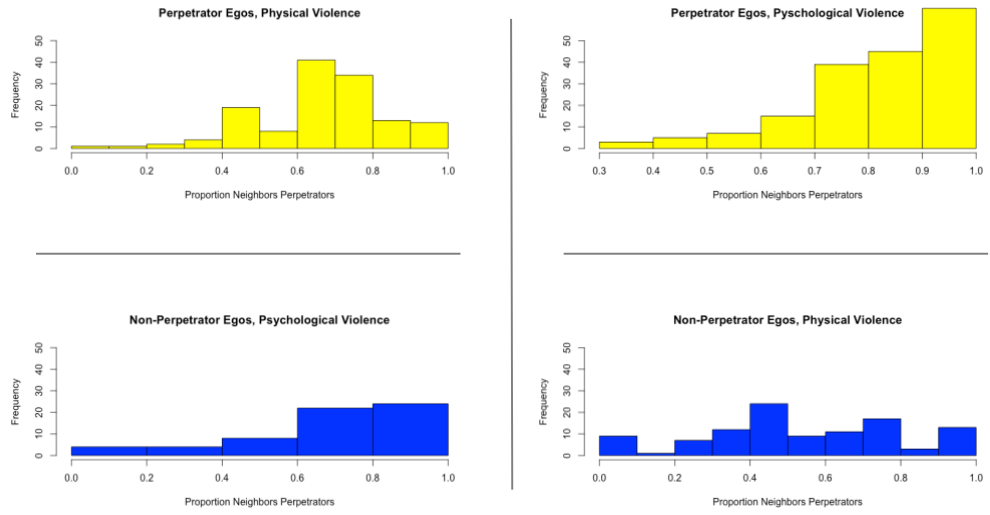 Perpetrator Egos, Physical Violence
Frequency
50
40
30
20
10
0
0.0 0.2 0.4 0.6 0.8 1.0
Proportion Neighbors Perpetrators
Perpetrator Egos, Pyschological Violence
Frequency
50
40
30
20
10
0
0.3 0.4 0.5 0.6 0.7 0.8 0.9 1.0
Proportion Neighbors Perpetrators
Non-Perpetrator Egos, Psychological Violence
Frequency
50
40
30
20
10
0
0.0 0.2 0.4 0.6 0.8 1.0
Proportion Neighbors Perpetrators
Non-Perpetrator Egos, Physical Violence
Frequency
50
40
30
20
10
0
0.0 0.2 0.4 0.6 0.8 1.0
Proportion Neighbors Perpetrators